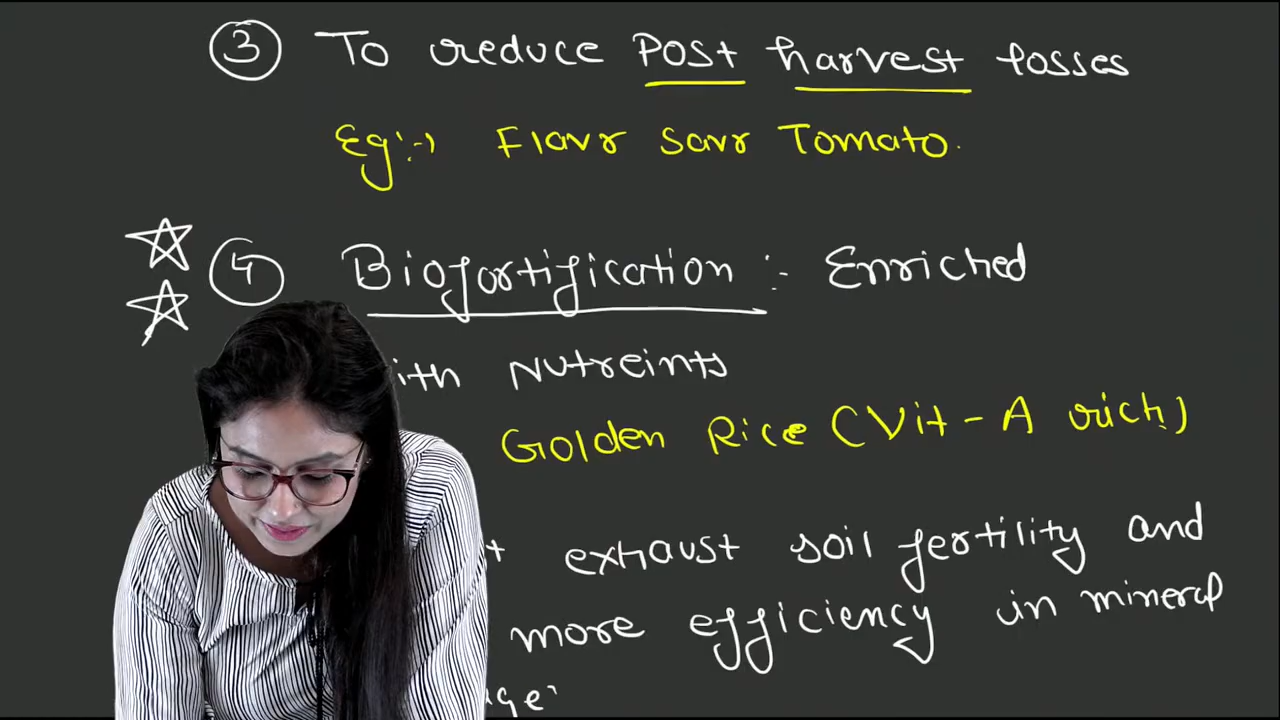 3 To reduce Post harvest losses
Eg:-> Flavr Savr Tomato.
4 Biofortification :- Enriched
ith Nutreints
Golden Rice (Vit-A rich)
t exhaust soil fertility and
more efficiency in mineral